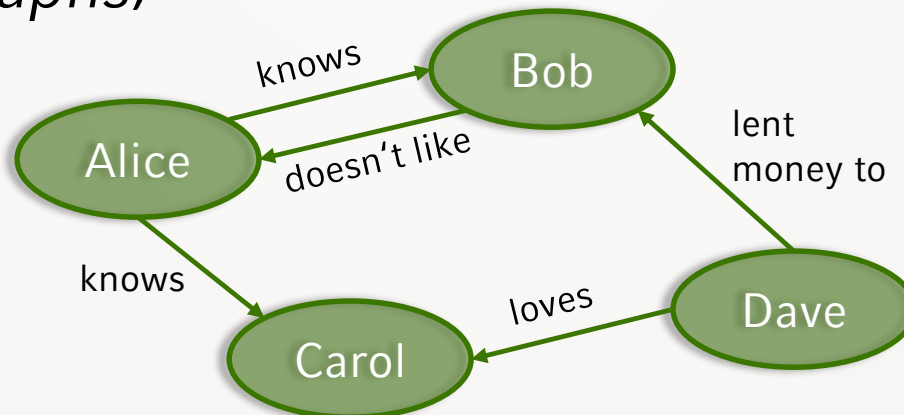 knows
Bob
lent
money to
Alice
doesn‘t like
knows
loves
Dave
Carol